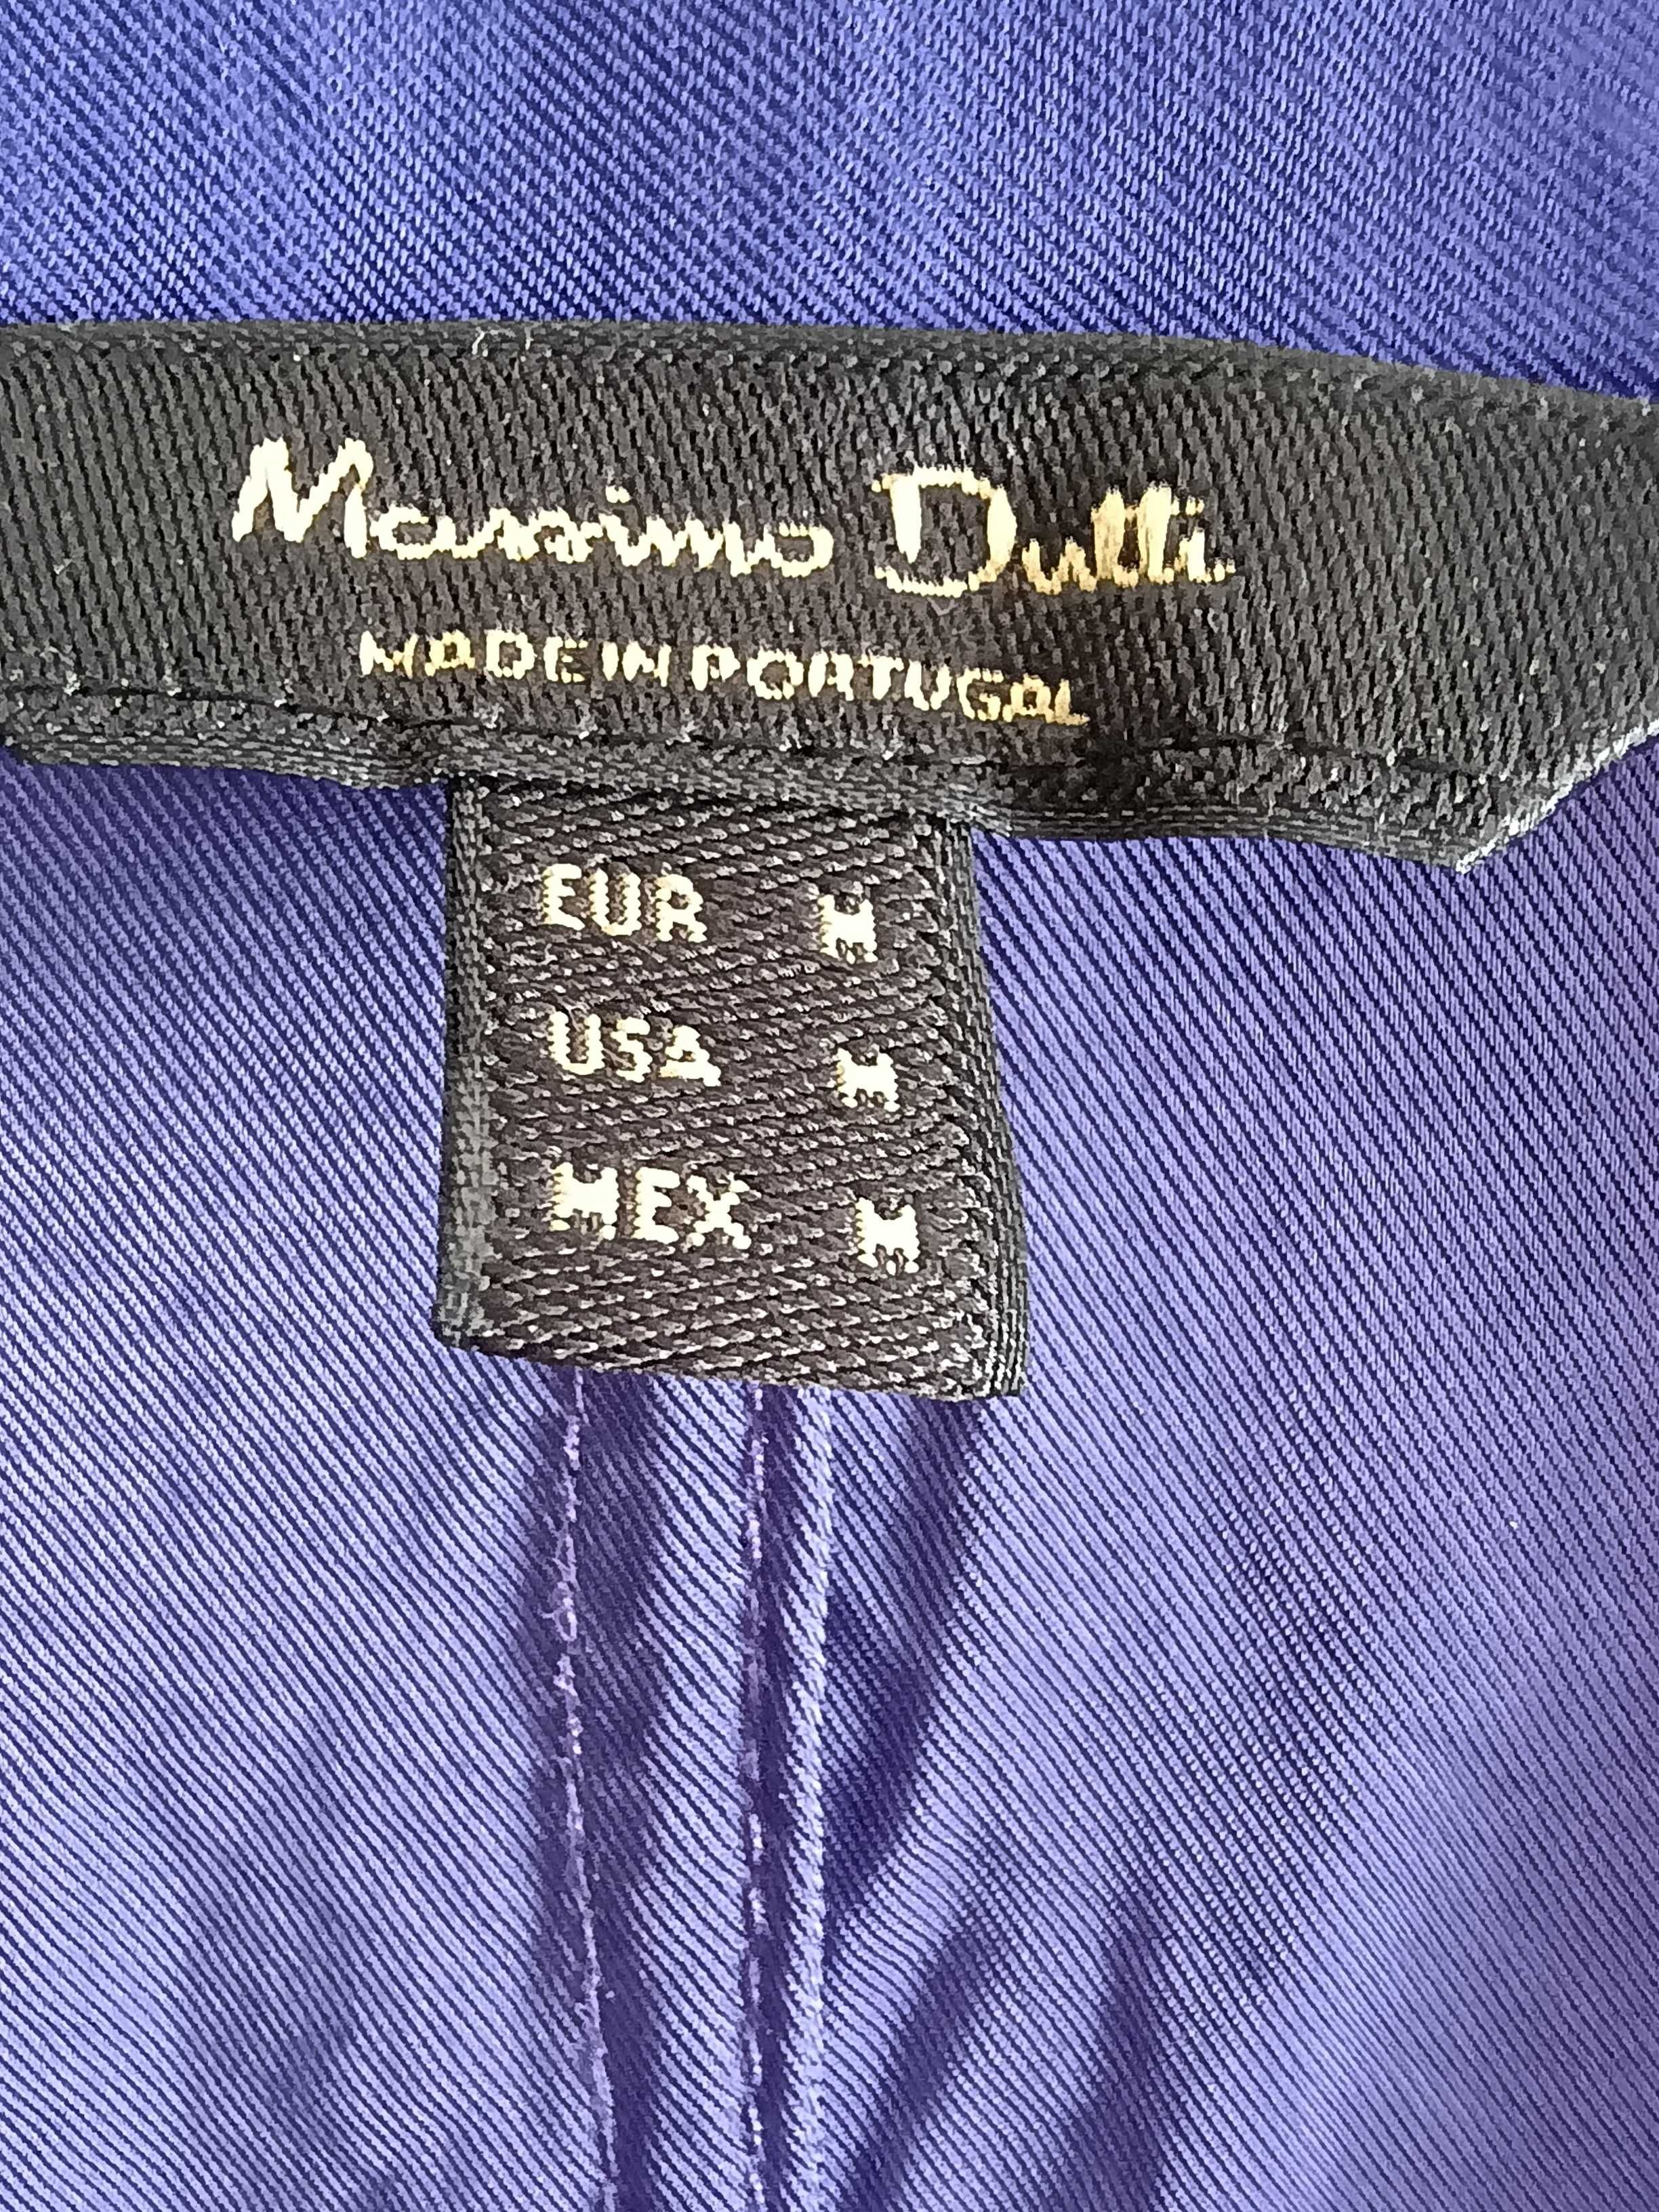 Massimo Dutti
MADE IN PORTUGAL
EUR M
USA M
MEX M